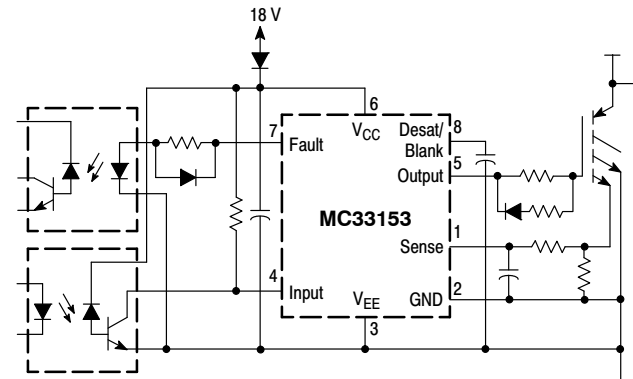 18 V
6
7
VCC
Desat/
Blank
8
Fault
5
Output
MC33153
1
Sense
4
Input
VEE
GND
2
3